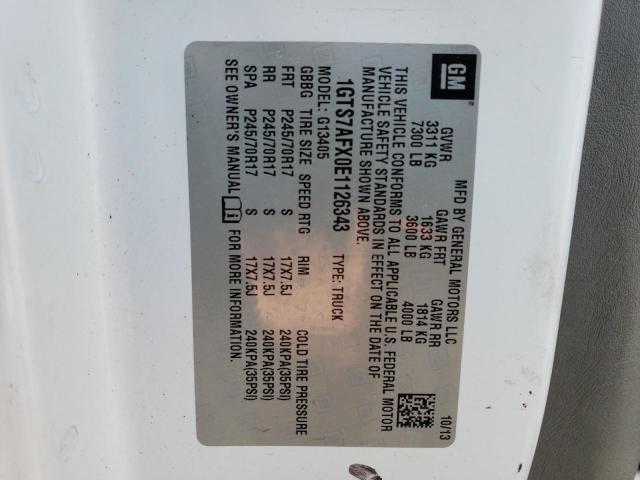 GM
MFD BY GENERAL MOTORS LLC 10/13
GVWR GAWR FRT GAWR RR
3311 KG 1633 KG 1814 KG
7300 LB 3600 LB 4000 LB
THIS VEHICLE CONFORMS TO ALL APPLICABLE U.S. FEDERAL MOTOR
VEHICLE SAFETY STANDARDS IN EFFECT ON THE DATE OF
MANUFACTURE SHOWN ABOVE.
1GTS7AFX0E1126343 TYPE: TRUCK
MODEL: G13405
GBBG TIRE SIZE SPEED RTG RIM COLD TIRE PRESSURE
FRT P245/70R17 S 17X7.5J 240KPA(35PSI)
RR P245/70R17 S 17X7.5J 240KPA(35PSI)
SPA P245/70R17 S 17X7.5J 240KPA(35PSI)
SEE OWNER'S MANUAL FOR MORE INFORMATION.